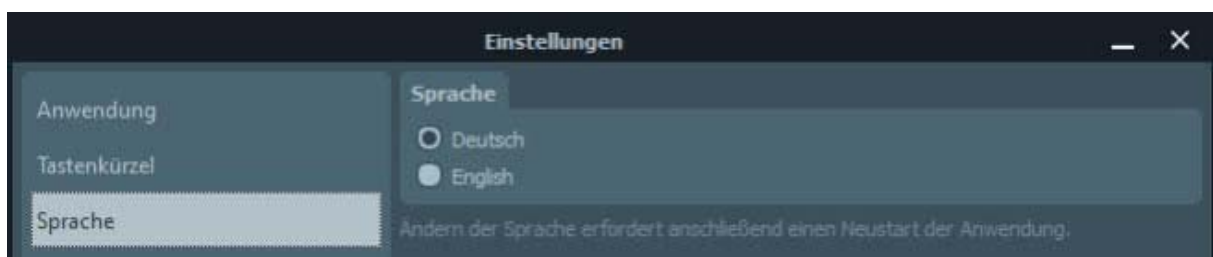 Einstellungen
Anwendung
Tastenkürzel
Sprache
Sprache
Deutsch
English
Ändern der Sprache erfordert anschließend einen Neustart der Anwendung.